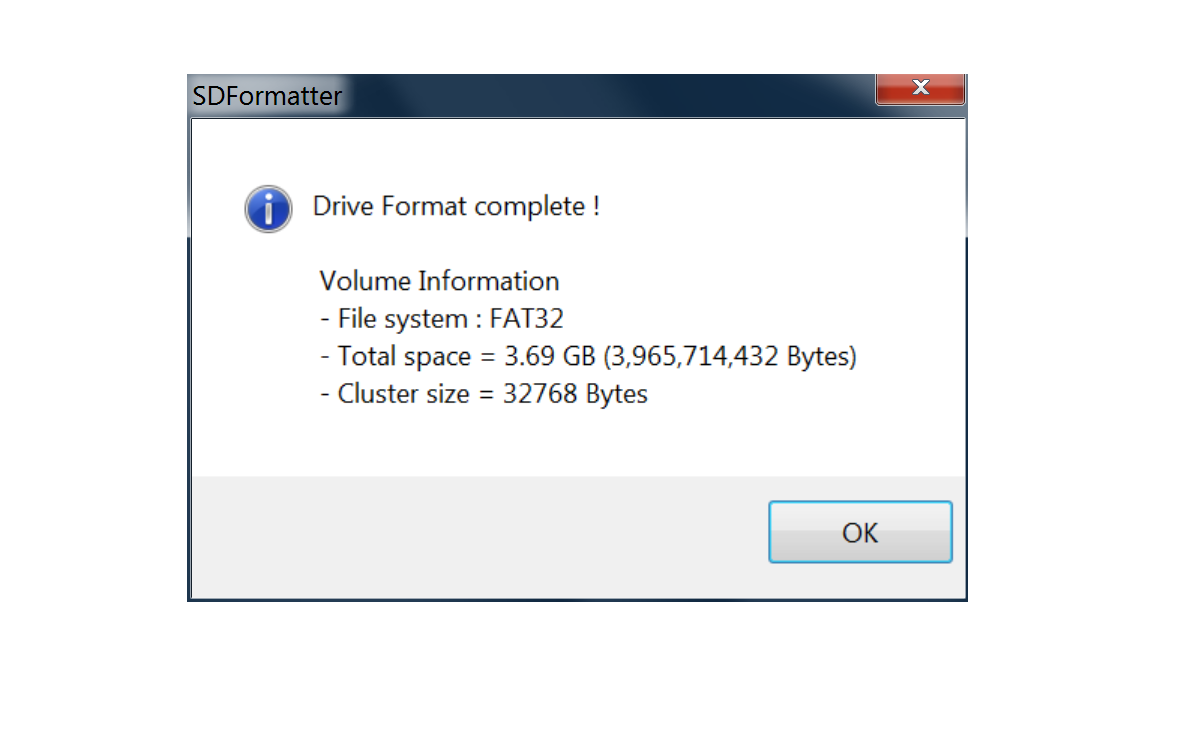 SDFormatter
Drive Format complete !
Volume Information
- File system : FAT32
- Total space = 3.69 GB (3,965,714,432 Bytes)
- Cluster size = 32768 Bytes
OK